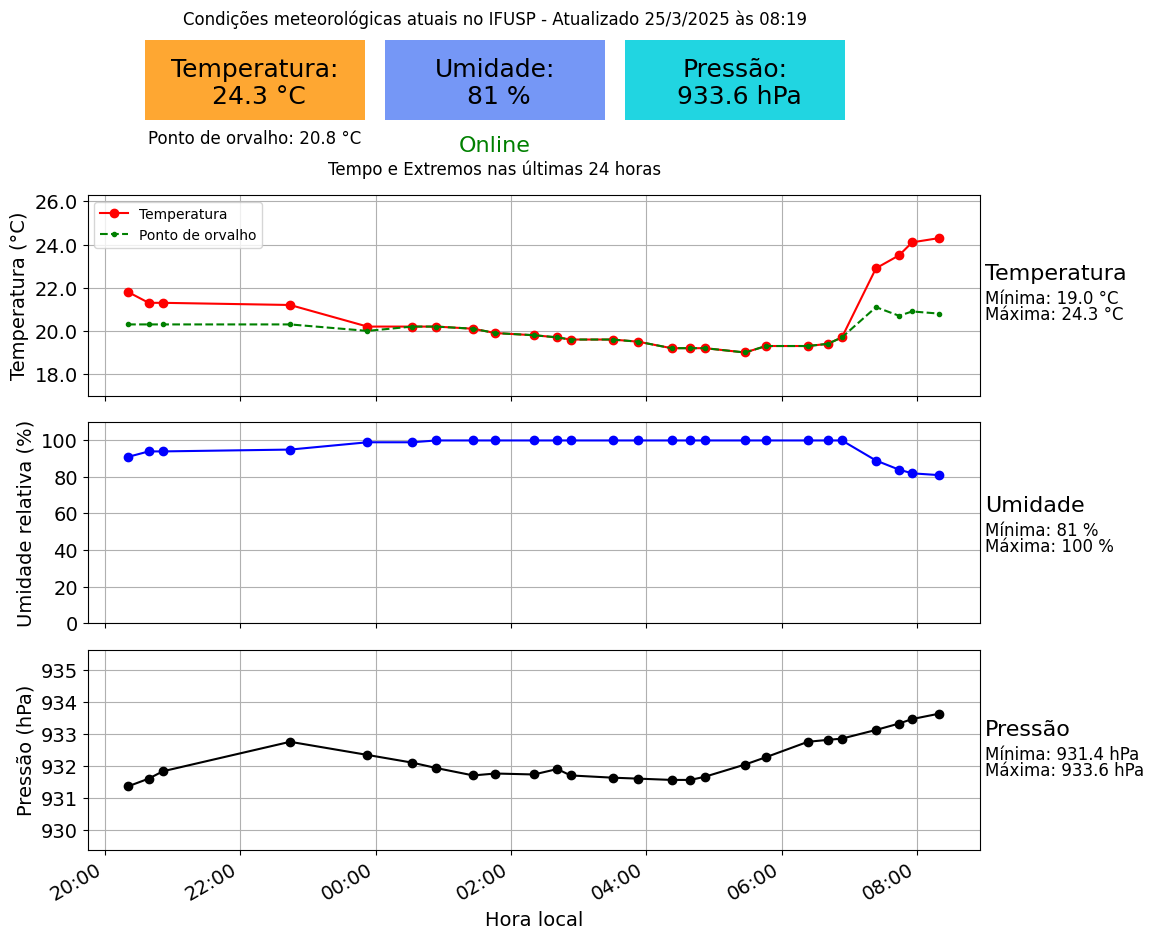 Condições meteorológicas atuais no IFUSP - Atualizado 25/3/2025 às 08:19
Temperatura:
24.3 °C
Umidade:
81 %
Pressão:
933.6 hPa
Ponto de orvalho: 20.8 °C
Online
Tempo e Extremos nas últimas 24 horas
Temperatura (°C)
26.0
24.0
22.0
20.0
18.0
Temperatura
Ponto de orvalho
Temperatura
Mínima: 19.0 °C
Máxima: 24.3 °C
Umidade relativa (%)
100
80
60
40
20
0
Umidade
Mínima: 81 %
Máxima: 100 %
Pressão (hPa)
935
934
933
932
931
930
Pressão
Mínima: 931.4 hPa
Máxima: 933.6 hPa
20:00
22:00
00:00
02:00
04:00
06:00
08:00
Hora local